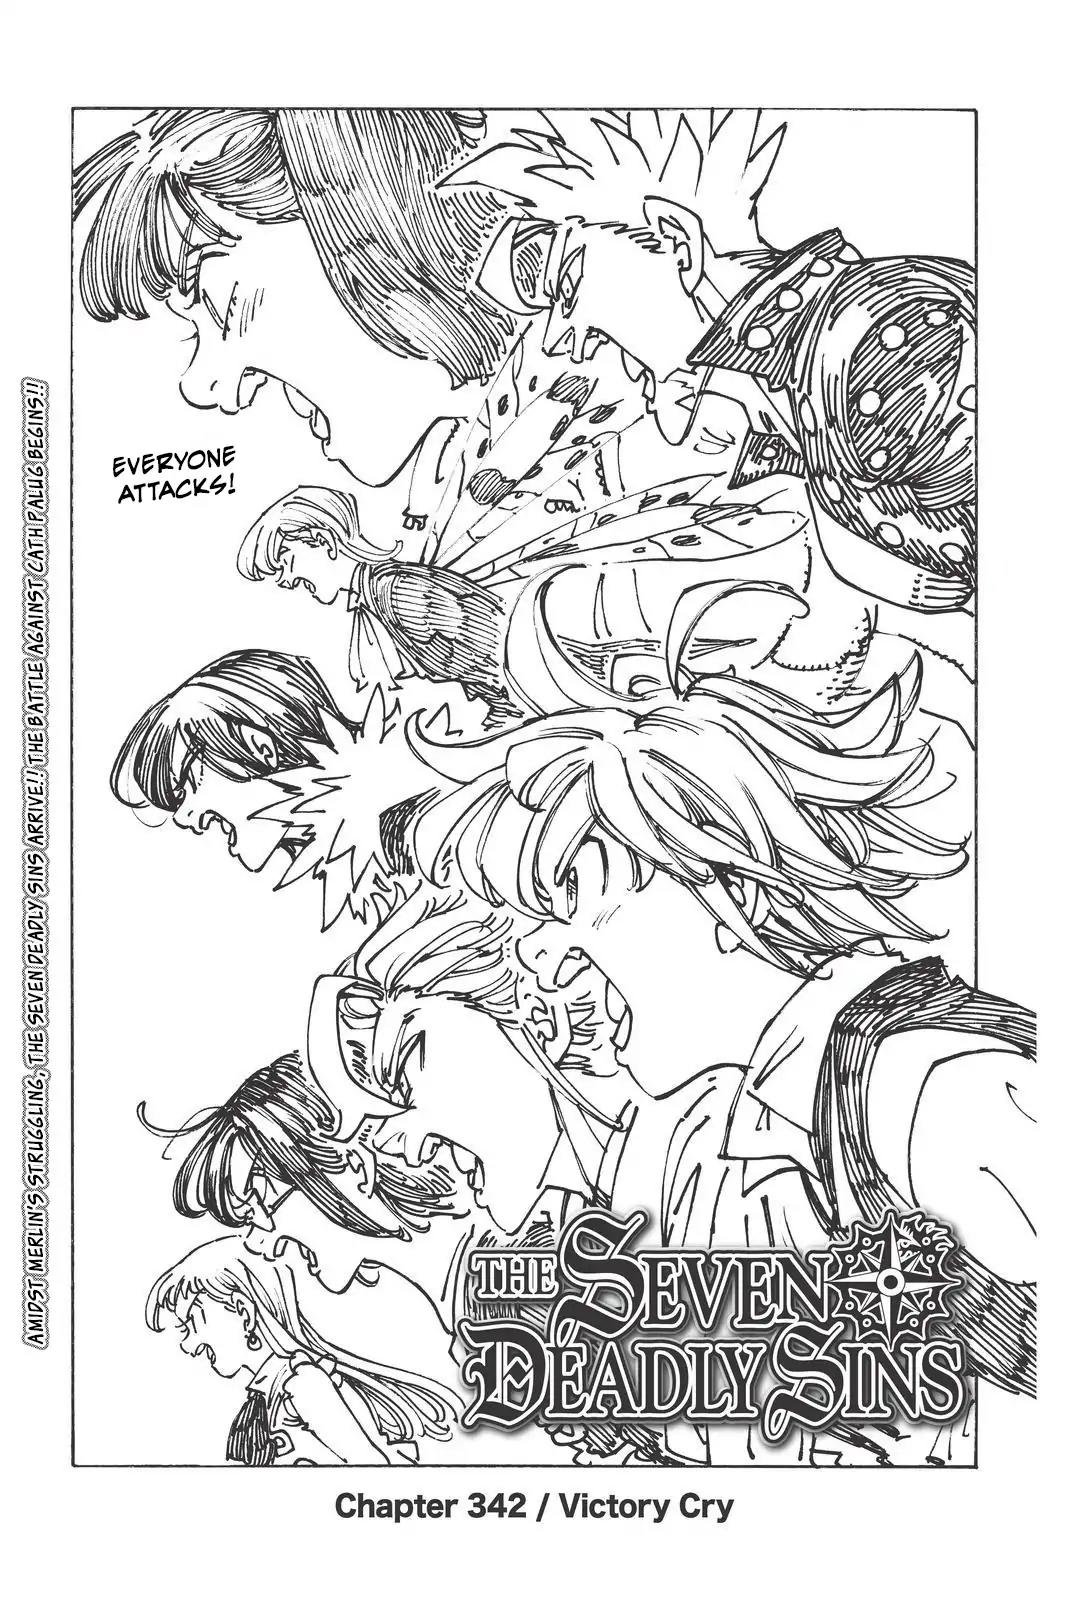 AMIDST MERLIN'S STRUGGLING, THE SEVEN DEADLY SINS ARRIVE!! THE BATTLE AGAINST CATH PALUG BEGINS!!
EVERYONE
ATTACKS!
THE SEVEN
DEADLY SINS
Chapter 342 / Victory Cry